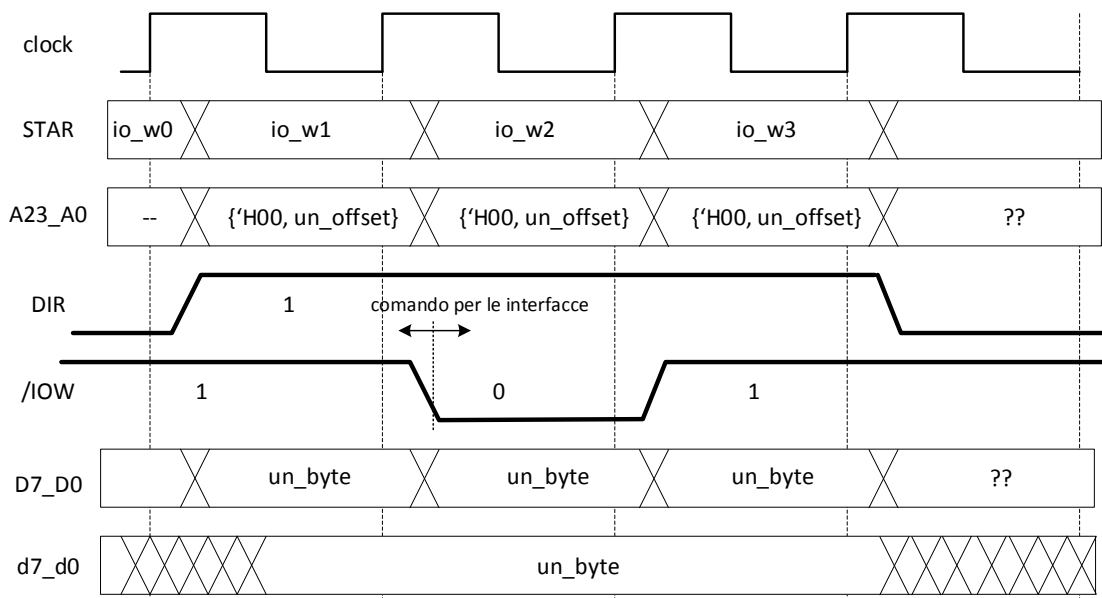 clock
STAR io_w0 io_w1 io_w2 io_w3
A23_A0 -- {‘H00, un_offset} {‘H00, un_offset} {‘H00, un_offset} ??
DIR 1 comando per le interfacce
/IOW 1 0 1
D7_D0 un_byte un_byte un_byte ??
d7_d0 un_byte